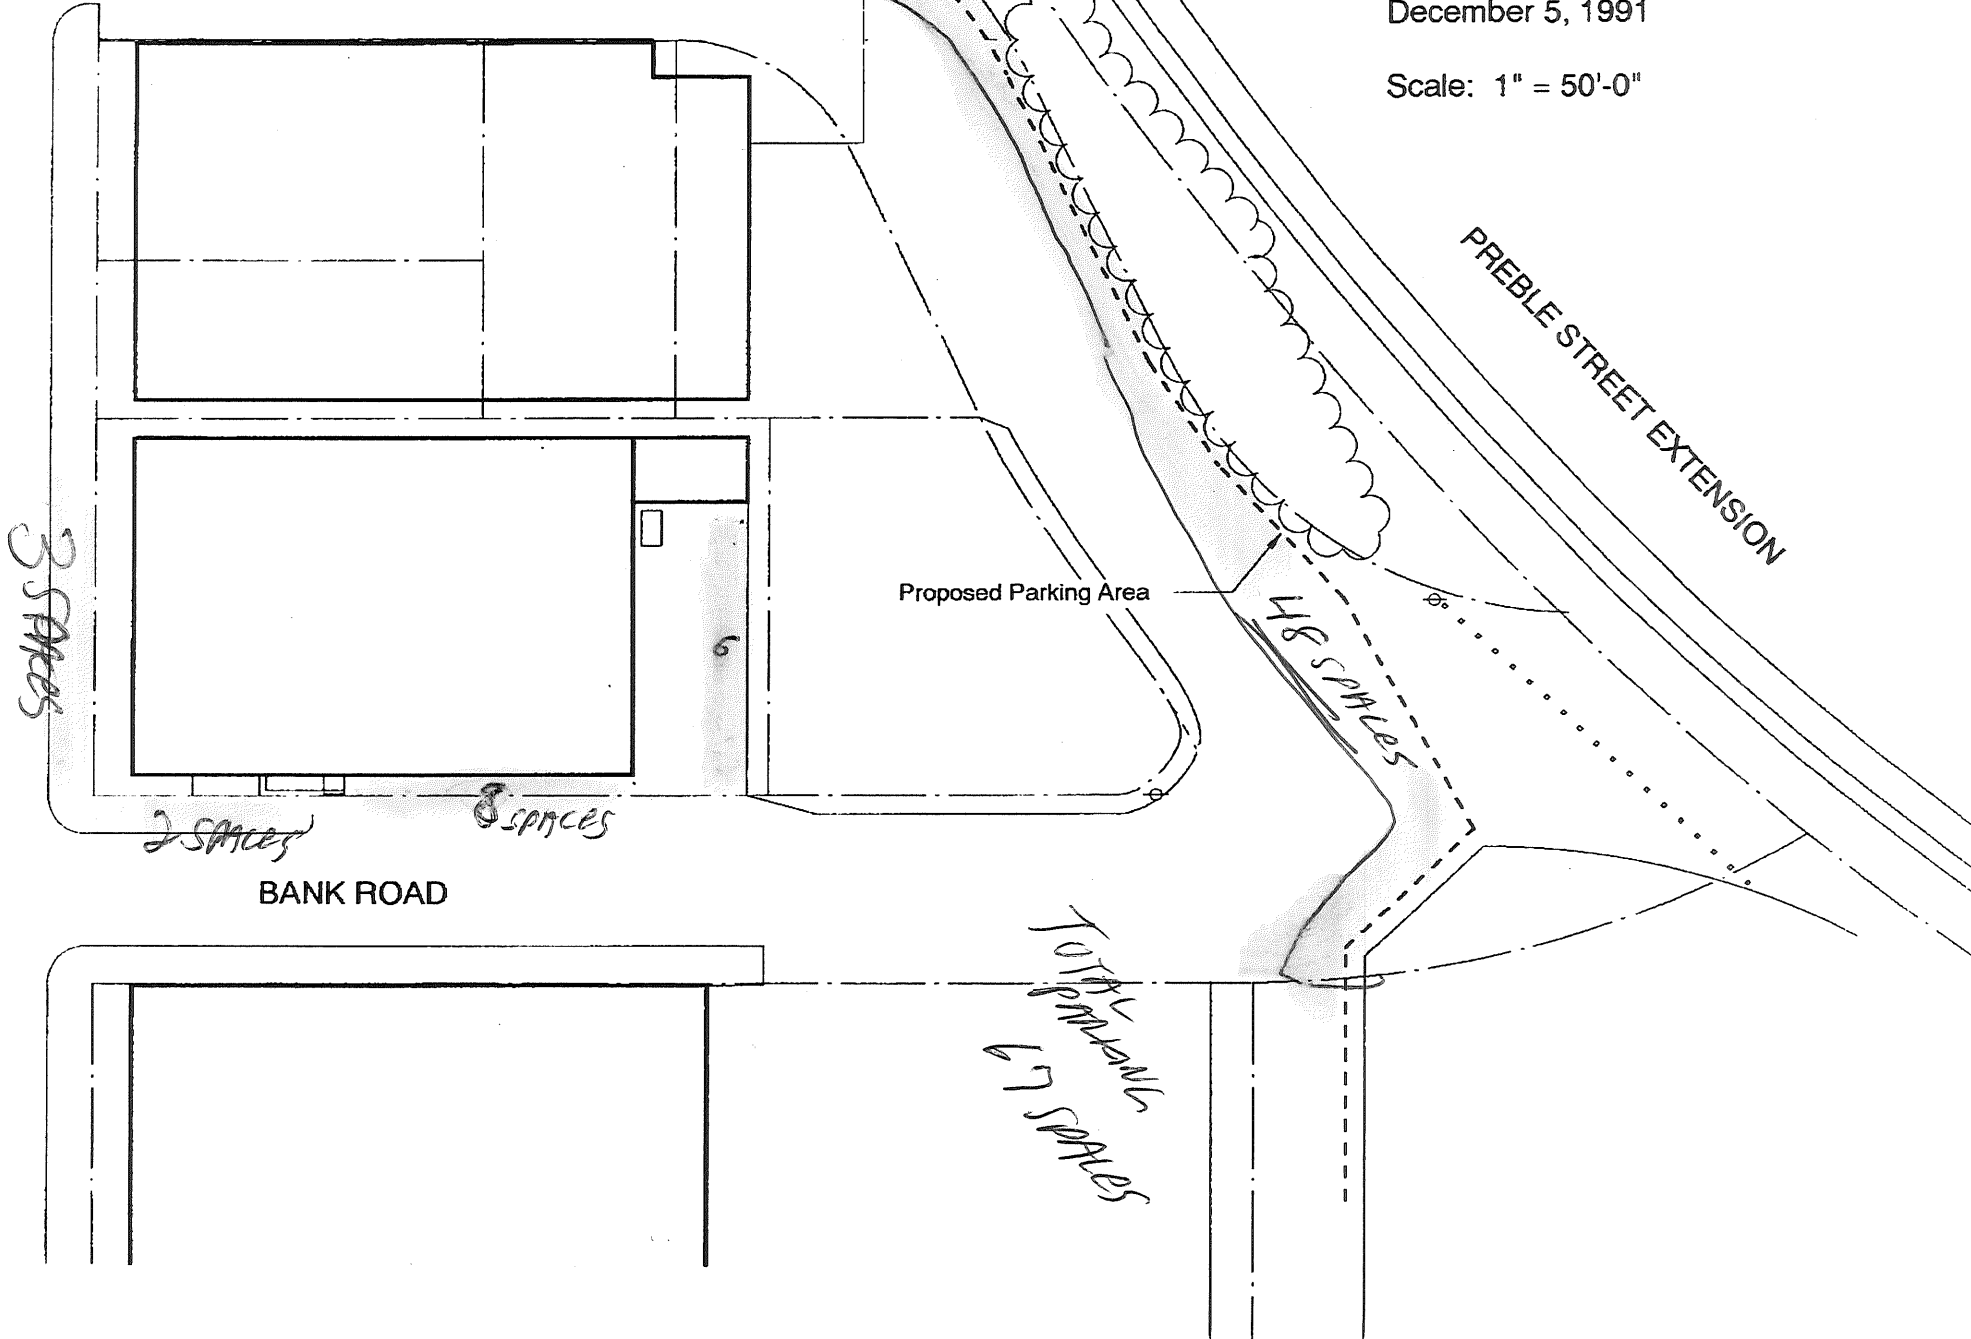 December 5, 1991
Scale: 1" = 50'-0"
PREBLE STREET EXTENSION
Proposed Parking Area
48 SPACES
3 SPACES
6
2 SPACES
8 SPACES
BANK ROAD
TOTAL
PARKING
67 SPACES